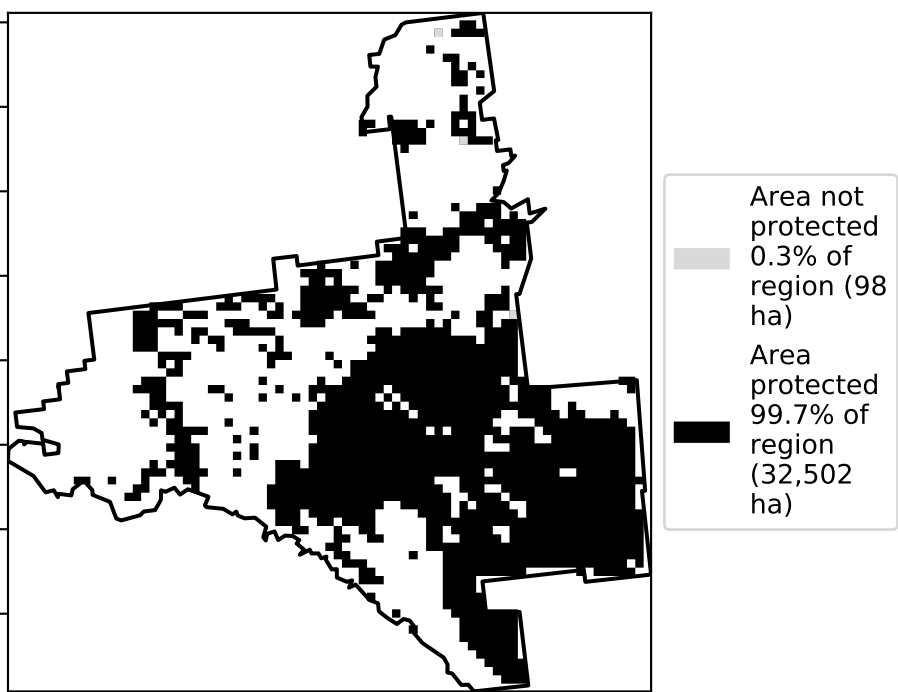 Area not
protected
0.3% of
region (98
ha)
Area
protected
99.7% of
region
(32,502
ha)